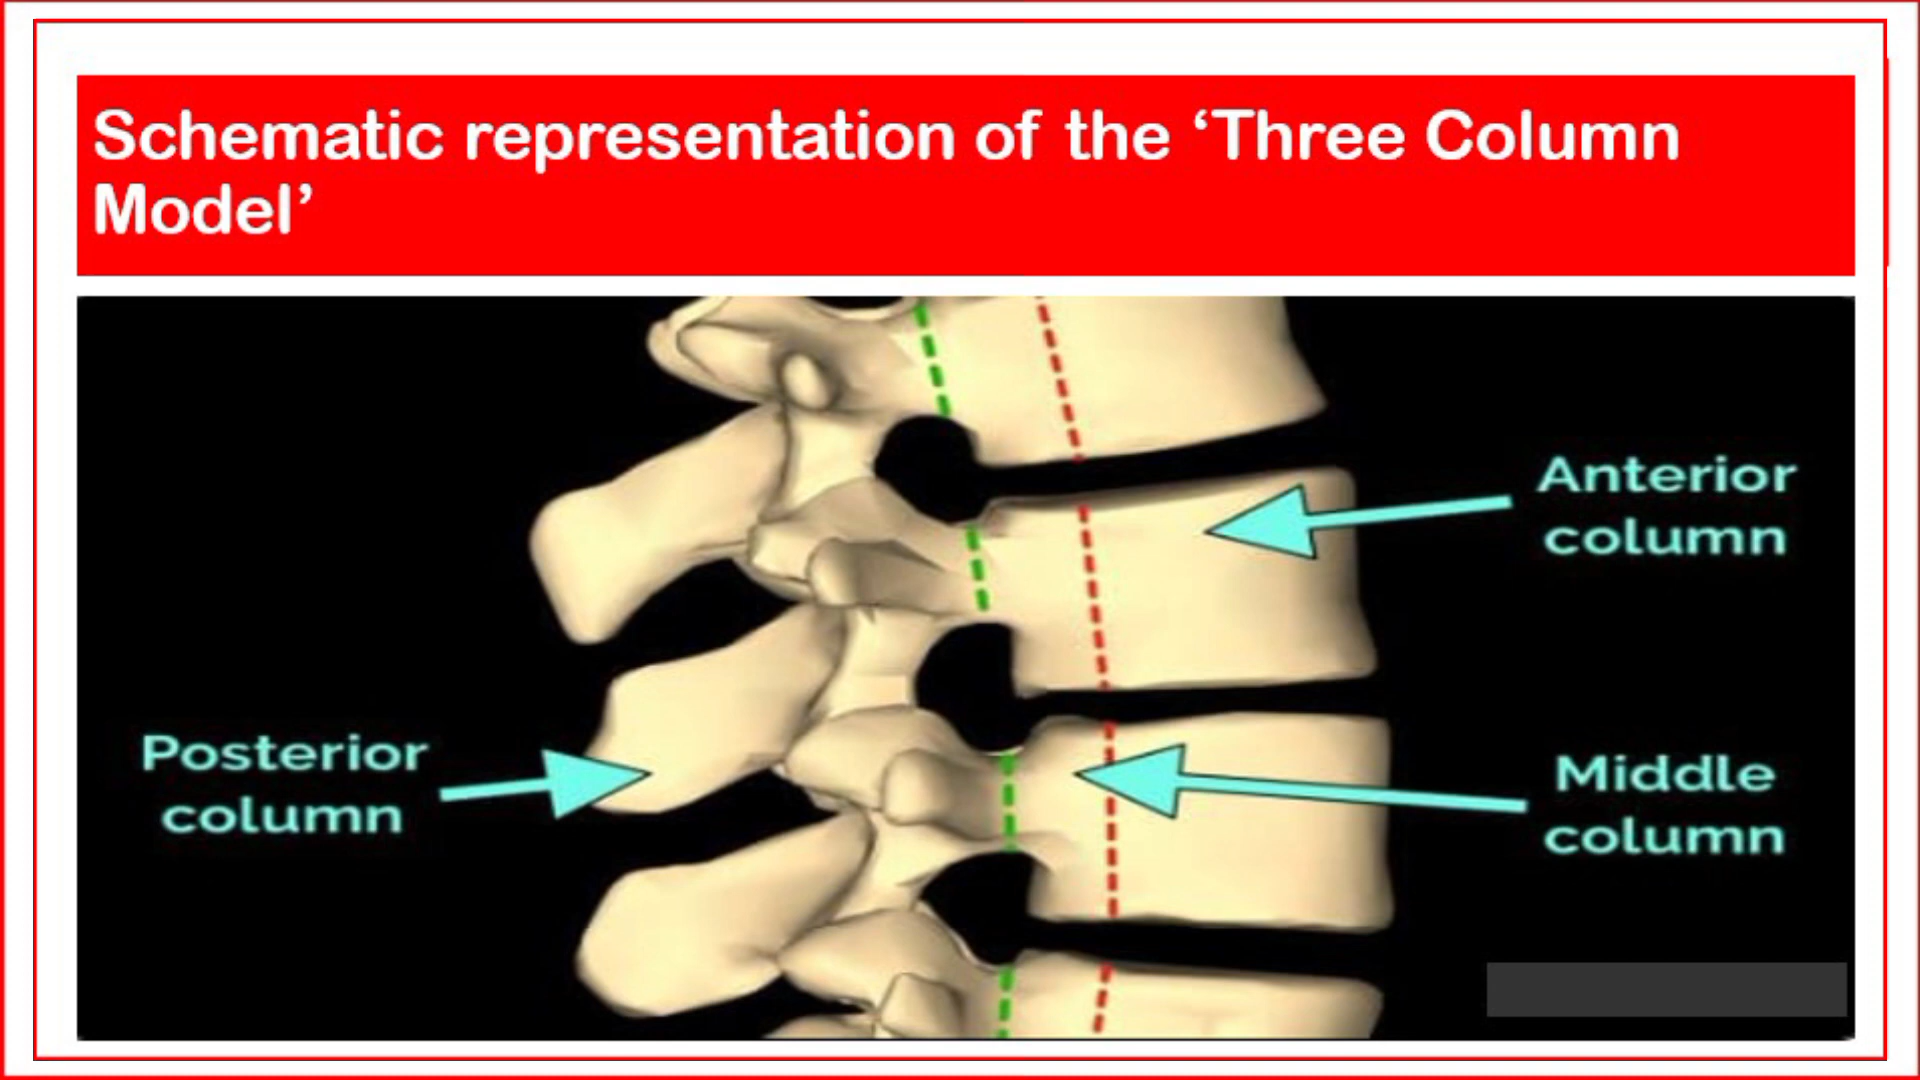 Schematic representation of the ‘Three Column
Model’
Anterior
column
Posterior
column
Middle
column